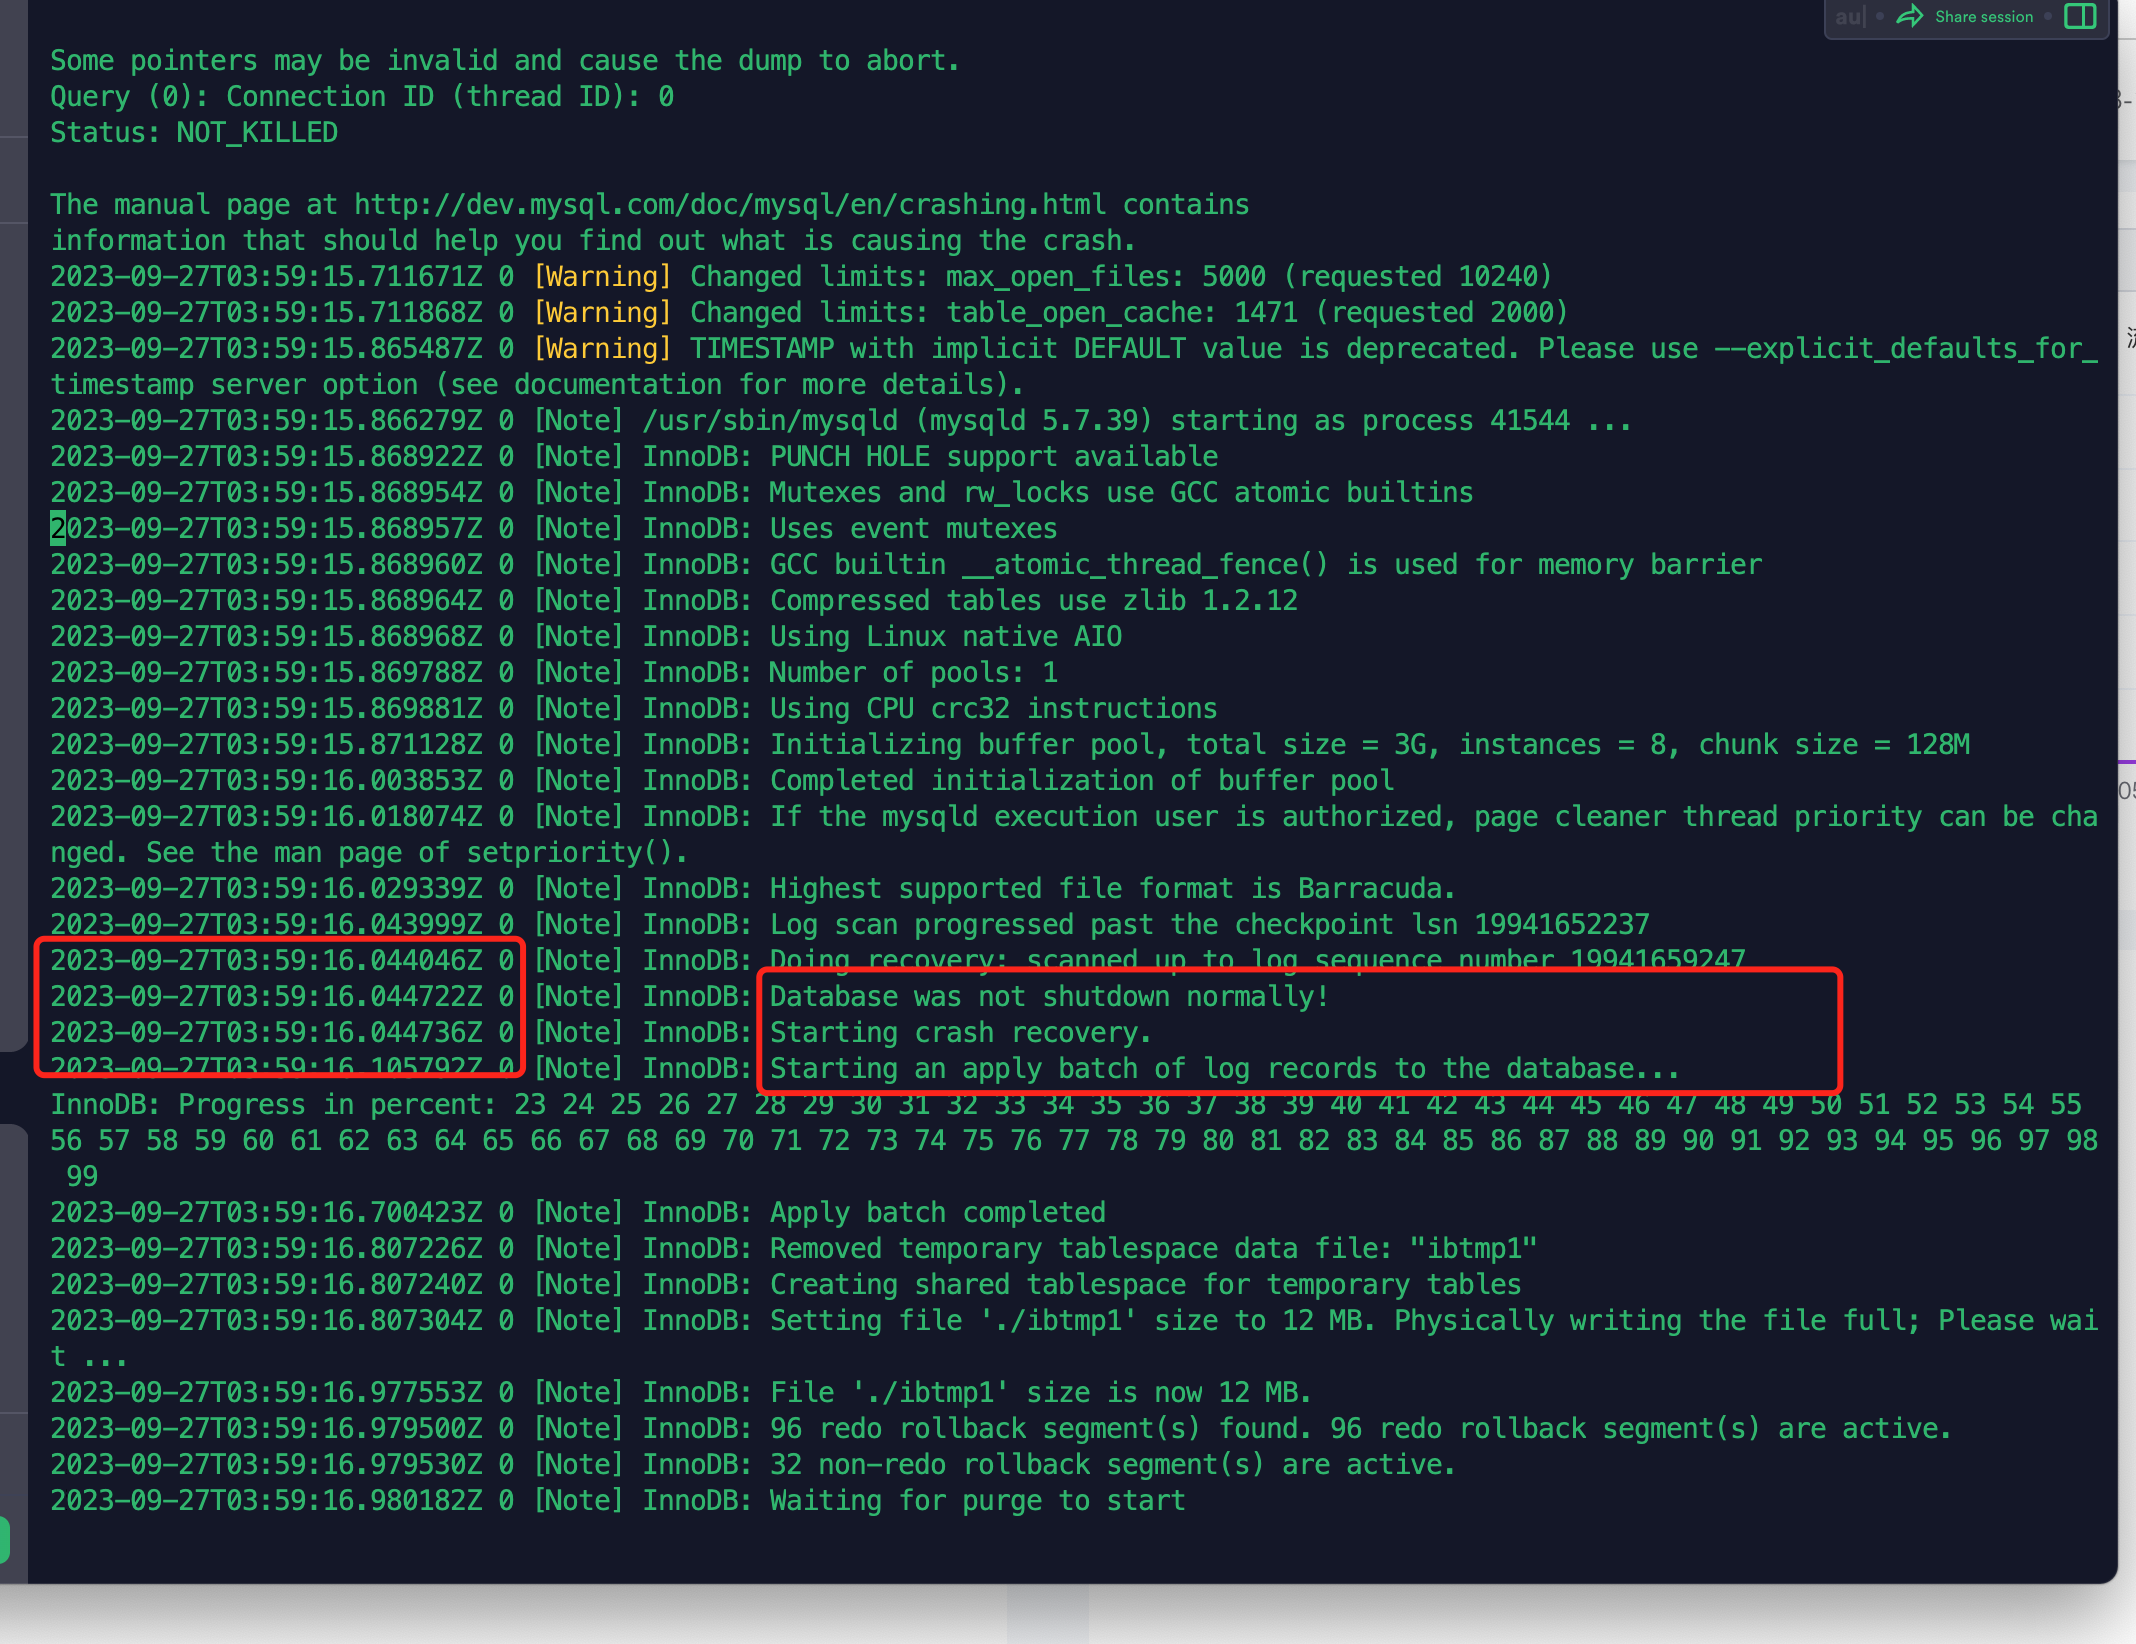 Share session
Some pointers may be invalid and cause the dump to abort.
Query (0): Connection ID (thread ID): 0
Status: NOT_KILLED
The manual page at http://dev.mysql.com/doc/mysql/en/crashing.html contains
information that should help you find out what is causing the crash.
2023-09-27T03:59:15.711671Z 0 [Warning] Changed limits: max_open_files: 5000 (requested 10240)
2023-09-27T03:59:15.711868Z 0 [Warning] Changed limits: table_open_cache: 1471 (requested 2000)
2023-09-27T03:59:15.865487Z 0 [Warning] TIMESTAMP with implicit DEFAULT value is deprecated. Please use --explicit_defaults_for_
timestamp server option (see documentation for more details).
2023-09-27T03:59:15.866279Z 0 [Note] /usr/sbin/mysqld (mysqld 5.7.39) starting as process 41544 ...
2023-09-27T03:59:15.868922Z 0 [Note] InnoDB: PUNCH HOLE support available
2023-09-27T03:59:15.868954Z 0 [Note] InnoDB: Mutexes and rw_locks use GCC atomic builtins
2023-09-27T03:59:15.868957Z 0 [Note] InnoDB: Uses event mutexes
2023-09-27T03:59:15.868960Z 0 [Note] InnoDB: GCC builtin __atomic_thread_fence() is used for memory barrier
2023-09-27T03:59:15.868964Z 0 [Note] InnoDB: Compressed tables use zlib 1.2.12
2023-09-27T03:59:15.868968Z 0 [Note] InnoDB: Using Linux native AIO
2023-09-27T03:59:15.869788Z 0 [Note] InnoDB: Number of pools: 1
2023-09-27T03:59:15.869881Z 0 [Note] InnoDB: Using CPU crc32 instructions
2023-09-27T03:59:15.871128Z 0 [Note] InnoDB: Initializing buffer pool, total size = 3G, instances = 8, chunk size = 128M
2023-09-27T03:59:16.003853Z 0 [Note] InnoDB: Completed initialization of buffer pool
2023-09-27T03:59:16.018074Z 0 [Note] InnoDB: If the mysqld execution user is authorized, page cleaner thread priority can be cha
nged. See the man page of setpriority().
2023-09-27T03:59:16.029339Z 0 [Note] InnoDB: Highest supported file format is Barracuda.
2023-09-27T03:59:16.043999Z 0 [Note] InnoDB: Log scan progressed past the checkpoint lsn 19941652237
2023-09-27T03:59:16.044046Z 0 [Note] InnoDB: Doing recovery: scanned up to log sequence number 19941659247
2023-09-27T03:59:16.044722Z 0 [Note] InnoDB: Database was not shutdown normally!
2023-09-27T03:59:16.044736Z 0 [Note] InnoDB: Starting crash recovery.
2023-09-27T03:59:16.105792Z 0 [Note] InnoDB: Starting an apply batch of log records to the database...
InnoDB: Progress in percent: 23 24 25 26 27 28 29 30 31 32 33 34 35 36 37 38 39 40 41 42 43 44 45 46 47 48 49 50 51 52 53 54 55
56 57 58 59 60 61 62 63 64 65 66 67 68 69 70 71 72 73 74 75 76 77 78 79 80 81 82 83 84 85 86 87 88 89 90 91 92 93 94 95 96 97 98
99
2023-09-27T03:59:16.700423Z 0 [Note] InnoDB: Apply batch completed
2023-09-27T03:59:16.807226Z 0 [Note] InnoDB: Removed temporary tablespace data file: "ibtmp1"
2023-09-27T03:59:16.807240Z 0 [Note] InnoDB: Creating shared tablespace for temporary tables
2023-09-27T03:59:16.807304Z 0 [Note] InnoDB: Setting file './ibtmp1' size to 12 MB. Physically writing the file full; Please wai
t ...
2023-09-27T03:59:16.977553Z 0 [Note] InnoDB: File './ibtmp1' size is now 12 MB.
2023-09-27T03:59:16.979500Z 0 [Note] InnoDB: 96 redo rollback segment(s) found. 96 redo rollback segment(s) are active.
2023-09-27T03:59:16.979530Z 0 [Note] InnoDB: 32 non-redo rollback segment(s) are active.
2023-09-27T03:59:16.980182Z 0 [Note] InnoDB: Waiting for purge to start